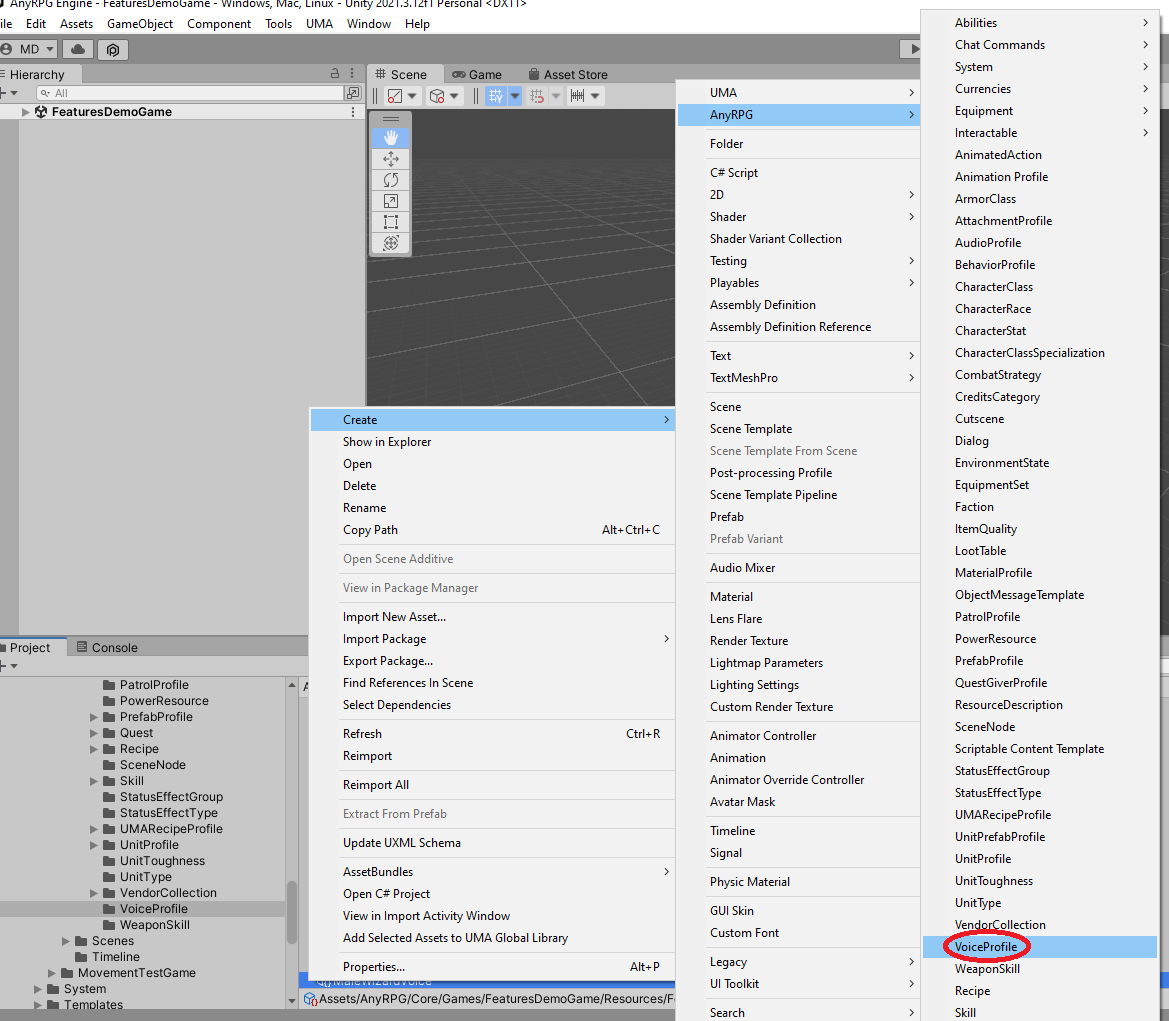 AnyRPG Engine - FeaturesDemoGame - Windows, Mac, Linux - Unity 2021.3.12f1 Personal <DX11>
ile Edit Assets GameObject Component Tools UMA Window Help
MD
Hierarchy
All
FeaturesDemoGame
Scene Game Asset Store
Create
Show in Explorer
Open
Delete
Rename
Copy Path Alt+Ctrl+C
Open Scene Additive
View in Package Manager
Import New Asset...
Import Package
Export Package...
Find References In Scene
Select Dependencies
Refresh Ctrl+R
Reimport
Reimport All
Extract From Prefab
Update UXML Schema
AssetBundles
Open C# Project
View in Import Activity Window
Add Selected Assets to UMA Global Library
Properties... Alt+P
UMA
AnyRPG
Folder
C# Script
2D
Shader
Shader Variant Collection
Testing
Playables
Assembly Definition
Assembly Definition Reference
Text
TextMeshPro
Scene
Scene Template
Scene Template From Scene
Post-processing Profile
Scene Template Pipeline
Prefab
Prefab Variant
Audio Mixer
Material
Lens Flare
Render Texture
Lightmap Parameters
Lighting Settings
Custom Render Texture
Animator Controller
Animation
Animator Override Controller
Avatar Mask
Timeline
Signal
Physic Material
GUI Skin
Custom Font
Legacy
UI Toolkit
Search
Abilities
Chat Commands
System
Currencies
Equipment
Interactable
AnimatedAction
Animation Profile
ArmorClass
AttachmentProfile
AudioProfile
BehaviorProfile
CharacterClass
CharacterRace
CharacterStat
CharacterClassSpecialization
CombatStrategy
CreditsCategory
Cutscene
Dialog
EnvironmentState
EquipmentSet
Faction
ItemQuality
LootTable
MaterialProfile
ObjectMessageTemplate
PatrolProfile
PowerResource
PrefabProfile
QuestGiverProfile
ResourceDescription
SceneNode
Scriptable Content Template
StatusEffectGroup
StatusEffectType
UMARecipeProfile
UnitPrefabProfile
UnitProfile
UnitToughness
UnitType
VendorCollection
VoiceProfile
WeaponSkill
Recipe
Skill
Project Console
PatrolProfile
PowerResource
PrefabProfile
Quest
Recipe
SceneNode
Skill
StatusEffectGroup
StatusEffectType
UMARecipeProfile
UnitProfile
UnitToughness
UnitType
VendorCollection
VoiceProfile
WeaponSkill
Scenes
Timeline
MovementTestGame
System
Templates
MaleWizardVoice
Assets/AnyRPG/Core/Games/FeaturesDemoGame/Resources/F